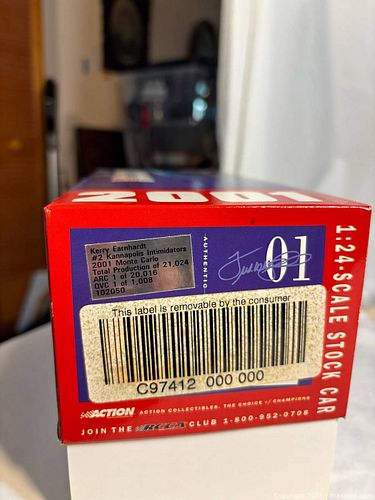 2001
Kerry Earnhardt
#2 Kannapolis Intimidators
2001 Monte Carlo
Total Production of 21,024
ARC 1 of 20,016
QVC 1 of 1,008
102050
AUTHENTIC
01
1:24-SCALE STOCK CAR
This label is removable by the consumer
C97412 000 000
ACTION ACTION COLLECTIBLES. THE CHOICE of CHAMPIONS
JOIN THE RCCA CLUB 1-800-952-0708